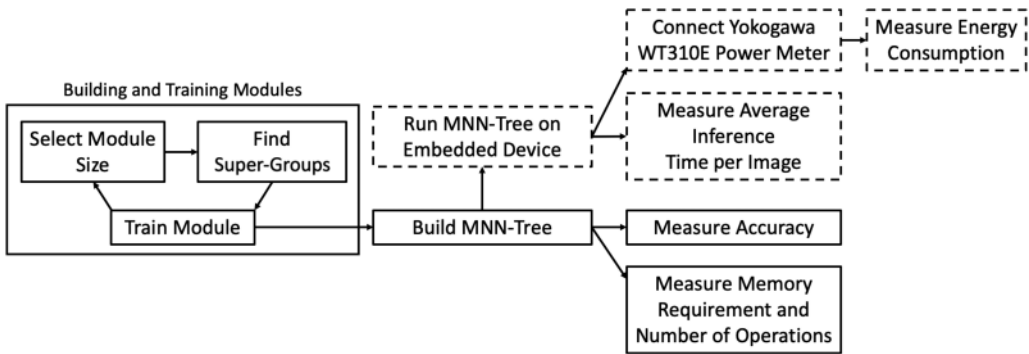 Building and Training Modules
Select Module
Size
Find
Super-Groups
Train Module
Run MNN-Tree on
Embedded Device
Build MNN-Tree
Connect Yokogawa
WT310E Power Meter
Measure Energy
Consumption
Measure Average
Inference
Time per Image
Measure Accuracy
Measure Memory
Requirement and
Number of Operations